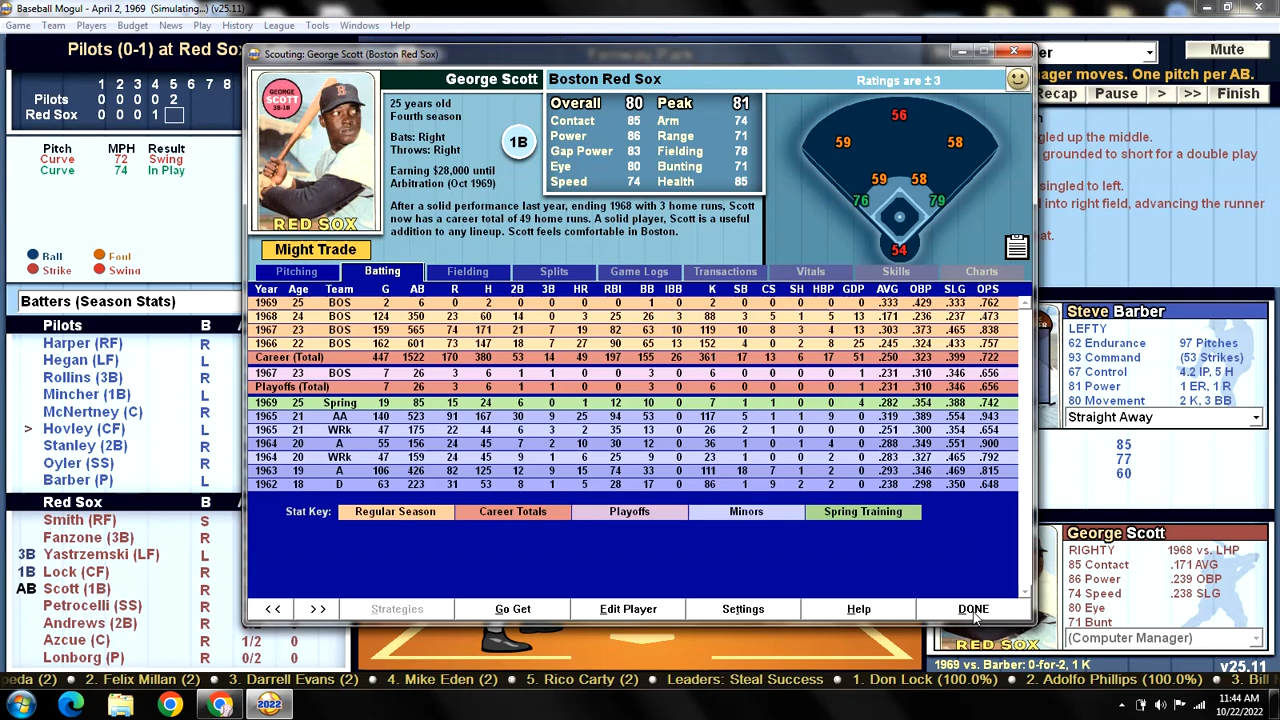 Baseball Mogul - April 2, 1969 (Simulating...) (v25.11)
Game Team Players Budget News Play History League Tools Windows Help
Pilots (0-1) at Red So
1 2 3 4 5 6 7 8
Pilots 0 0 0 0 2
Red Sox 0 0 0 1
Pitch MPH Result
Curve 72 Swing
Curve 74 In Play
Ball Foul
Strike Swing
Batters (Season Stats)
Pilots B
Harper (RF) R
Hegan (LF) L
Rollins (3B) R
Mincher (1B) L
McNertney (C) R
> Hovley (CF) L
Stanley (2B) R
Oyler (SS) R
Barber (P) L
Red Sox B
Smith (RF) S
Fanzone (3B) R
3B Yastrzemski (LF) L
1B Lock (CF) R
AB Scott (1B) R
Petrocelli (SS) R
Andrews (2B) R
Azcue (C) R 1/2 0
Lonborg (P) R 0/2 0
Scouting: George Scott (Boston Red Sox)
GEORGE SCOTT 3B-1B
RED SOX
George Scott Boston Red Sox Ratings are ± 3
25 years old
Fourth season
Bats: Right
Throws: Right
Earning $28,000 until
Arbitration (Oct 1969)
1B
Overall 80 Peak 81
Contact 85 Arm 74
Power 86 Range 71
Gap Power 83 Fielding 78
Eye 80 Bunting 71
Speed 74 Health 85
After a solid performance last year, ending 1968 with 3 home runs, Scott
now has a career total of 49 home runs. A solid player, Scott is a useful
addition to any lineup. Scott feels comfortable in Boston.
56
59 58
59 58
76 79
54
Might Trade
Pitching Batting Fielding Splits Game Logs Transactions Vitals Skills Charts
Year Age Team G AB R H 2B 3B HR RBI BB IBB K SB CS SH HBP GDP AVG OBP SLG OPS
1969 25 BOS 2 6 0 2 0 0 0 0 1 0 2 0 0 0 0 0 .333 .429 .333 .762
1968 24 BOS 124 350 23 60 14 0 3 25 26 3 88 3 5 1 5 13 .171 .236 .237 .473
1967 23 BOS 159 565 74 171 21 7 19 82 63 10 119 10 8 3 4 13 .303 .373 .465 .838
1966 22 BOS 162 601 73 147 18 7 27 90 65 13 152 4 0 2 8 25 .245 .324 .433 .757
Career (Total) 447 1522 170 380 53 14 49 197 155 26 361 17 13 6 17 51 .250 .323 .399 .722
1967 23 BOS 7 26 3 6 1 1 0 0 3 0 6 0 0 0 0 1 .231 .310 .346 .656
Playoffs (Total) 7 26 3 6 1 1 0 0 3 0 6 0 0 0 0 1 .231 .310 .346 .656
1969 25 Spring 19 85 15 24 6 0 1 12 10 0 7 1 1 0 0 4 .282 .354 .388 .742
1965 21 AA 140 523 91 167 30 9 25 94 53 0 117 5 1 1 8 0 .319 .389 .554 .943
1965 21 WRk 47 175 22 44 6 3 2 35 13 0 26 2 1 1 0 0 .251 .300 .354 .654
1964 20 A 55 156 24 45 7 2 10 30 12 0 36 1 0 1 4 0 .288 .349 .551 .900
1964 20 WRk 47 159 24 45 9 1 6 25 9 0 23 1 1 0 2 0 .283 .327 .465 .792
1963 19 A 106 426 82 125 12 9 15 74 33 0 111 18 7 1 2 0 .293 .346 .469 .815
1962 18 D 63 223 31 53 8 1 5 28 17 0 86 1 9 2 2 0 .238 .298 .350 .648
Stat Key: Regular Season Career Totals Playoffs Minors Spring Training
<< >> Strategies Go Get Edit Player Settings Help DONE
er Mute
ager moves. One pitch per AB.
Recap Pause > >> Finish
gled up the middle.
grounded to short for a double play
singled to left.
into right field, advancing the runner
bat.
Steve Barber
LEFTY
62 Endurance 97 Pitches
93 Command (53 Strikes)
67 Control 4.2 IP, 5 H
81 Power 1 ER, 1 R
80 Movement 2 K, 3 BB
Straight Away
85
77
60
George Scott
RIGHTY 1968 vs. LHP
85 Contact .171 AVG
86 Power .239 OBP
74 Speed .238 SLG
80 Eye
71 Bunt
(Computer Manager)
RED SOX
1969 vs. Barber: 0-for-2, 1 K v25.11
peda (2) 2. Felix Millan (2) 3. Darrell Evans (2) 4. Mike Eden (2) 5. Rico Carty (2) Leaders: Steal Success 1. Don Lock (100.0%) 2. Adolfo Phillips (100.0%) 3. Bill
2022
11:44 AM
10/22/2022